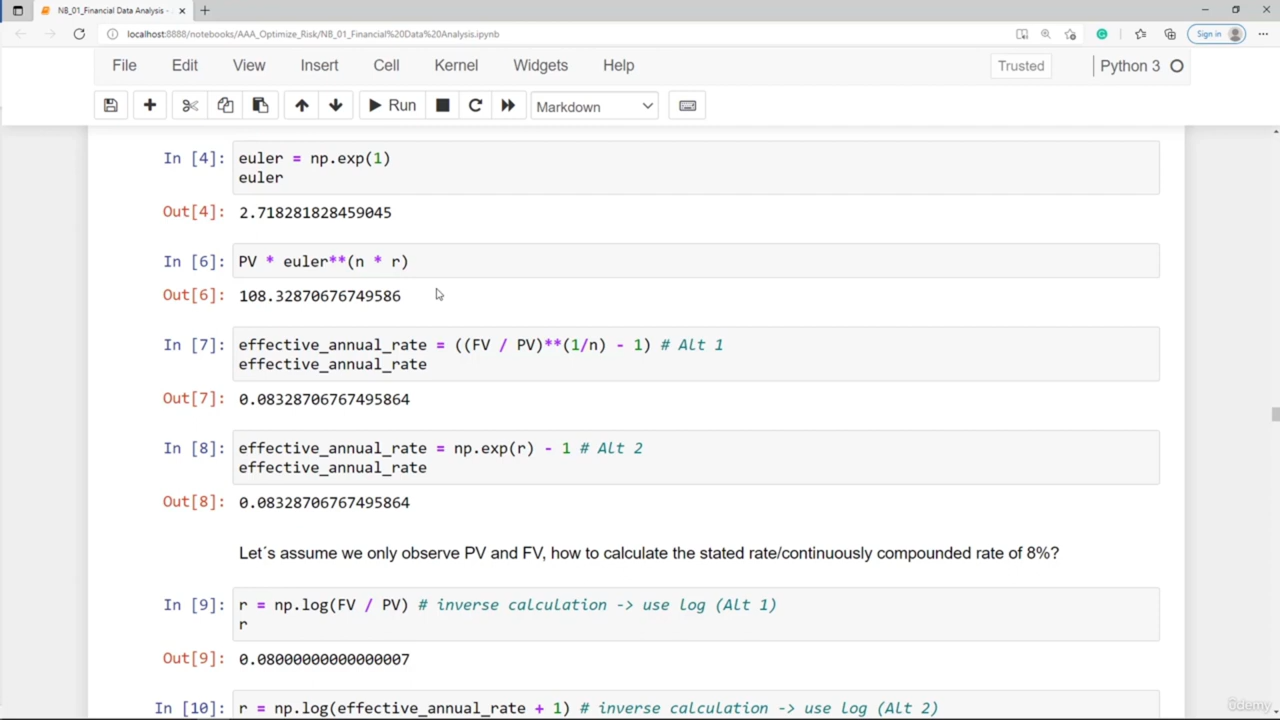 NB_01_Financial Data Analysis -
localhost:8888/notebooks/AAA_Optimize_Risk/NB_01_Financial%20Data%20Analysis.ipynb
Sign in
File Edit View Insert Cell Kernel Widgets Help Trusted Python 3
Run Markdown
In [4]: euler = np.exp(1)
euler
Out[4]: 2.718281828459045
In [6]: PV * euler**(n * r)
Out[6]: 108.32870676749586
In [7]: effective_annual_rate = ((FV / PV)**(1/n) - 1) # Alt 1
effective_annual_rate
Out[7]: 0.08328706767495864
In [8]: effective_annual_rate = np.exp(r) - 1 # Alt 2
effective_annual_rate
Out[8]: 0.08328706767495864
Let´s assume we only observe PV and FV, how to calculate the stated rate/continuously compounded rate of 8%?
In [9]: r = np.log(FV / PV) # inverse calculation -> use log (Alt 1)
r
Out[9]: 0.08000000000000007
In [10]: r = np.log(effective_annual_rate + 1) # inverse calculation -> use log (Alt 2)
ûdemy